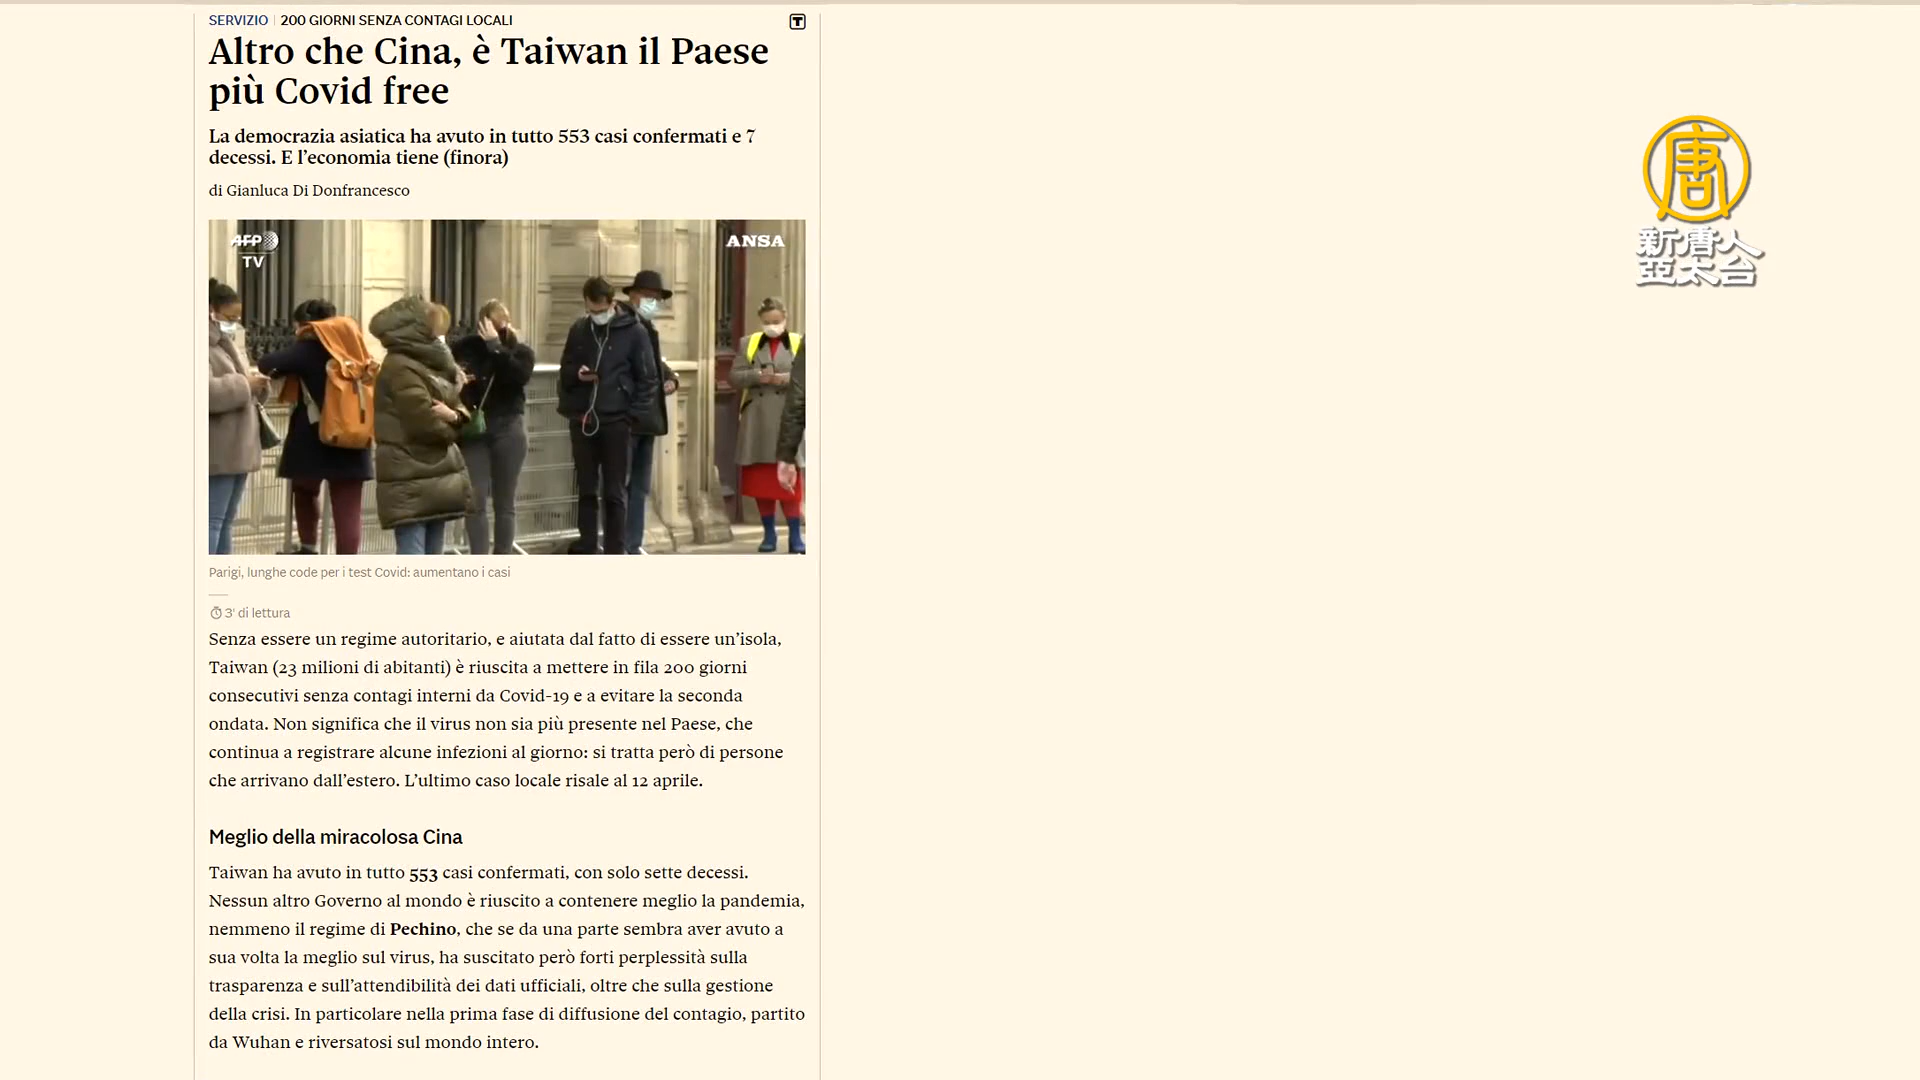 SERVIZIO | 200 GIORNI SENZA CONTAGI LOCALI
Altro che Cina, è Taiwan il Paese
più Covid free
La democrazia asiatica ha avuto in tutto 553 casi confermati e 7
decessi. E l’economia tiene (finora)
di Gianluca Di Donfrancesco
AFP
TV
ANSA
Parigi, lunghe code per i test Covid: aumentano i casi
3' di lettura
Senza essere un regime autoritario, e aiutata dal fatto di essere un’isola,
Taiwan (23 milioni di abitanti) è riuscita a mettere in fila 200 giorni
consecutivi senza contagi interni da Covid-19 e a evitare la seconda
ondata. Non significa che il virus non sia più presente nel Paese, che
continua a registrare alcune infezioni al giorno: si tratta però di persone
che arrivano dall’estero. L’ultimo caso locale risale al 12 aprile.
Meglio della miracolosa Cina
Taiwan ha avuto in tutto 553 casi confermati, con solo sette decessi.
Nessun altro Governo al mondo è riuscito a contenere meglio la pandemia,
nemmeno il regime di Pechino, che se da una parte sembra aver avuto a
sua volta la meglio sul virus, ha suscitato però forti perplessità sulla
trasparenza e sull’attendibilità dei dati ufficiali, oltre che sulla gestione
della crisi. In particolare nella prima fase di diffusione del contagio, partito
da Wuhan e riversatosi sul mondo intero.
唐
新唐人
亞太台